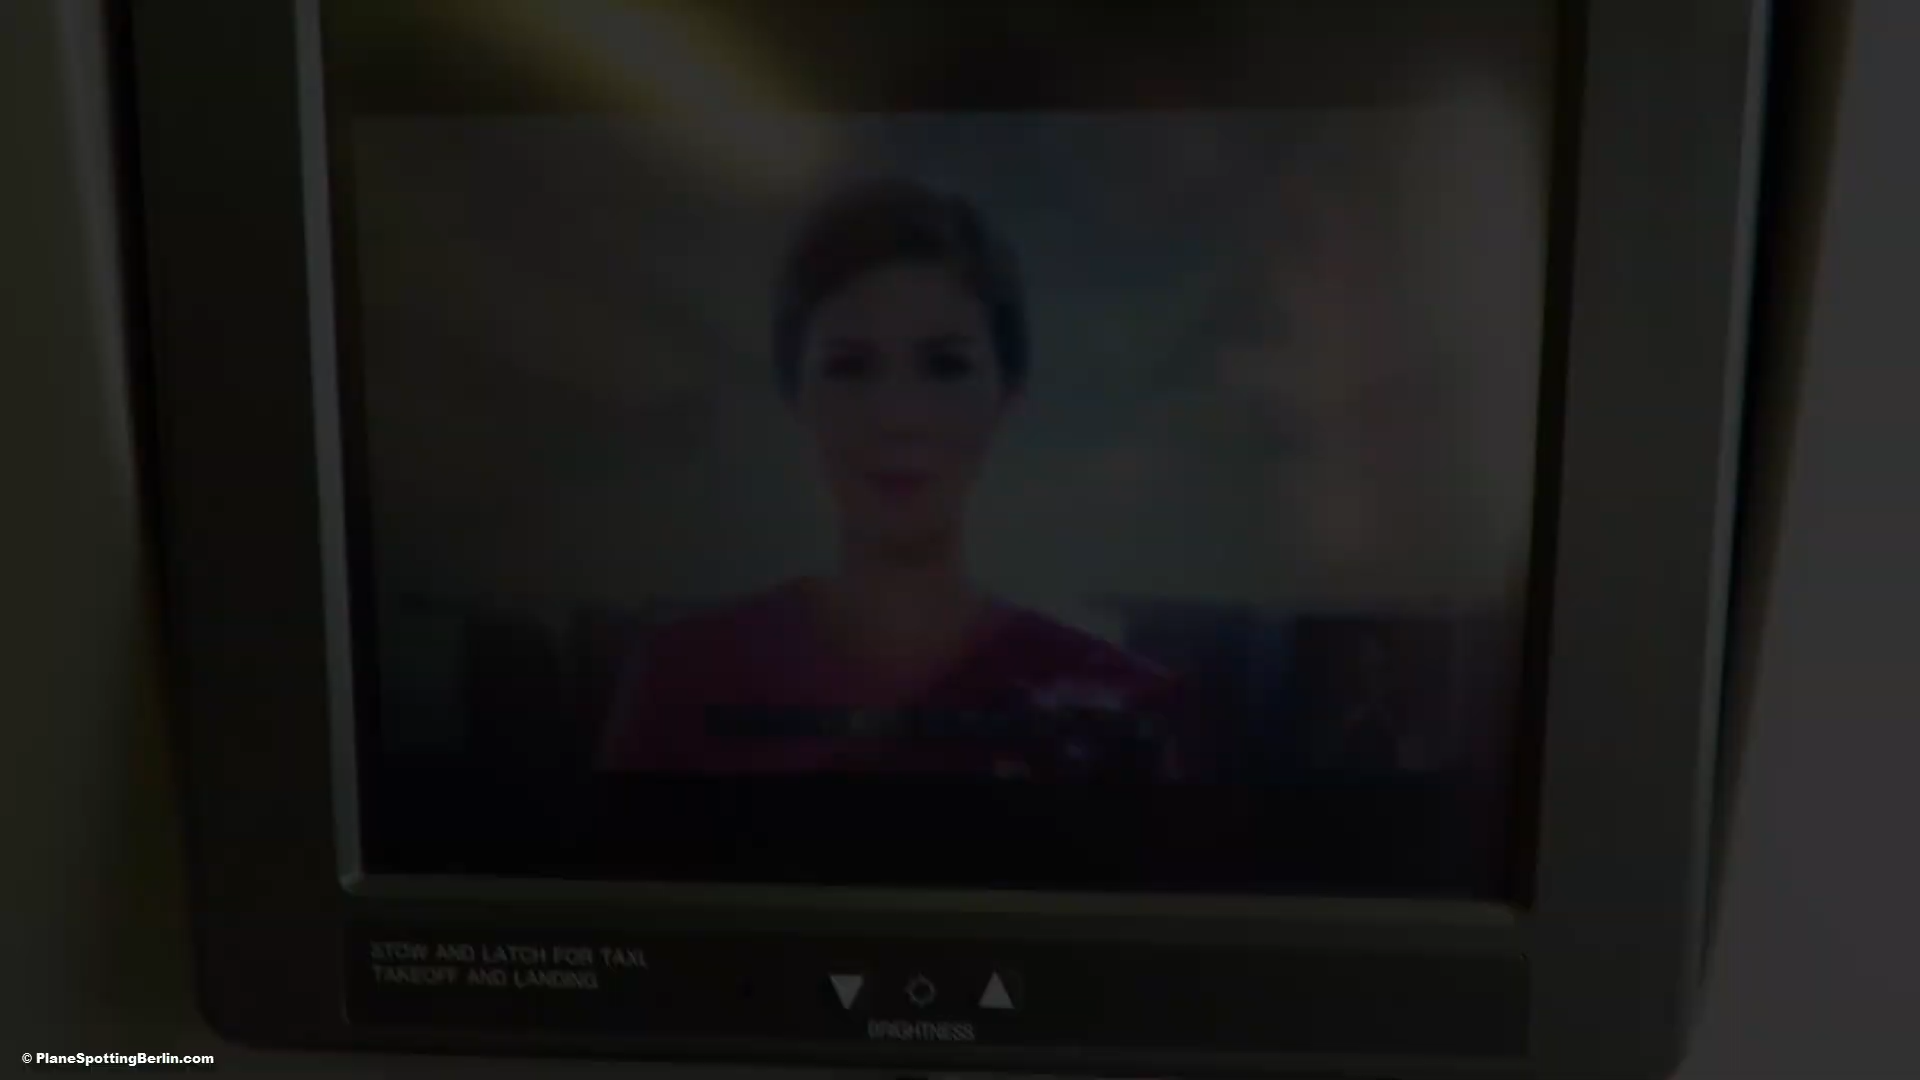 STOW AND LATCH FOR TAXI,
TAKEOFF AND LANDING
BRIGHTNESS
© PlaneSpottingBerlin.com